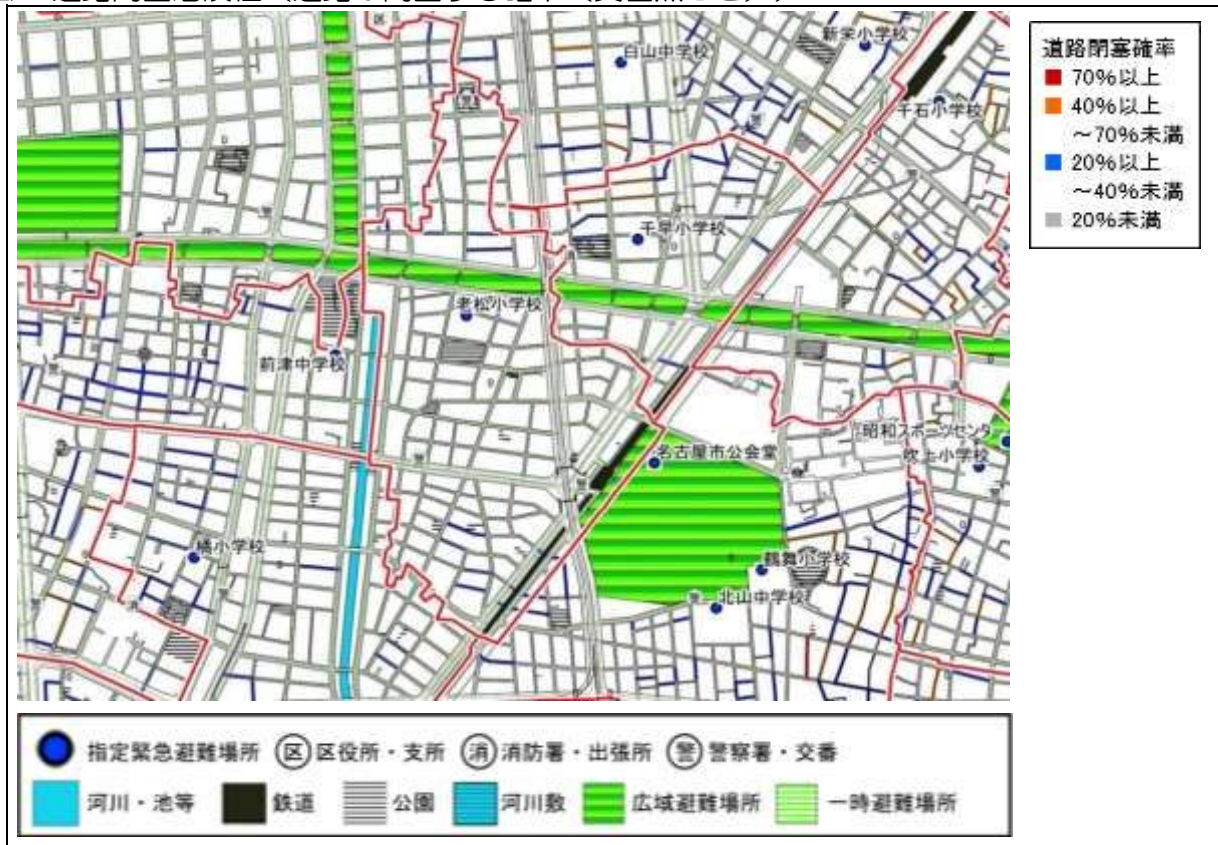 道路閉塞確率
70%以上
40%以上
～70%未満
20%以上
～40%未満
20%未満
区
白山中学校
新栄小学校
千石小学校
千早小学校
老松小学校
前津中学校
昭和スポーツセンタ
吹上小学校
名古屋市公会堂
橘小学校
鶴舞小学校
北山中学校
指定緊急避難場所
区 区役所・支所
消 消防署・出張所
警 警察署・交番
河川・池等
鉄道
公園
河川敷
広域避難場所
一時避難場所